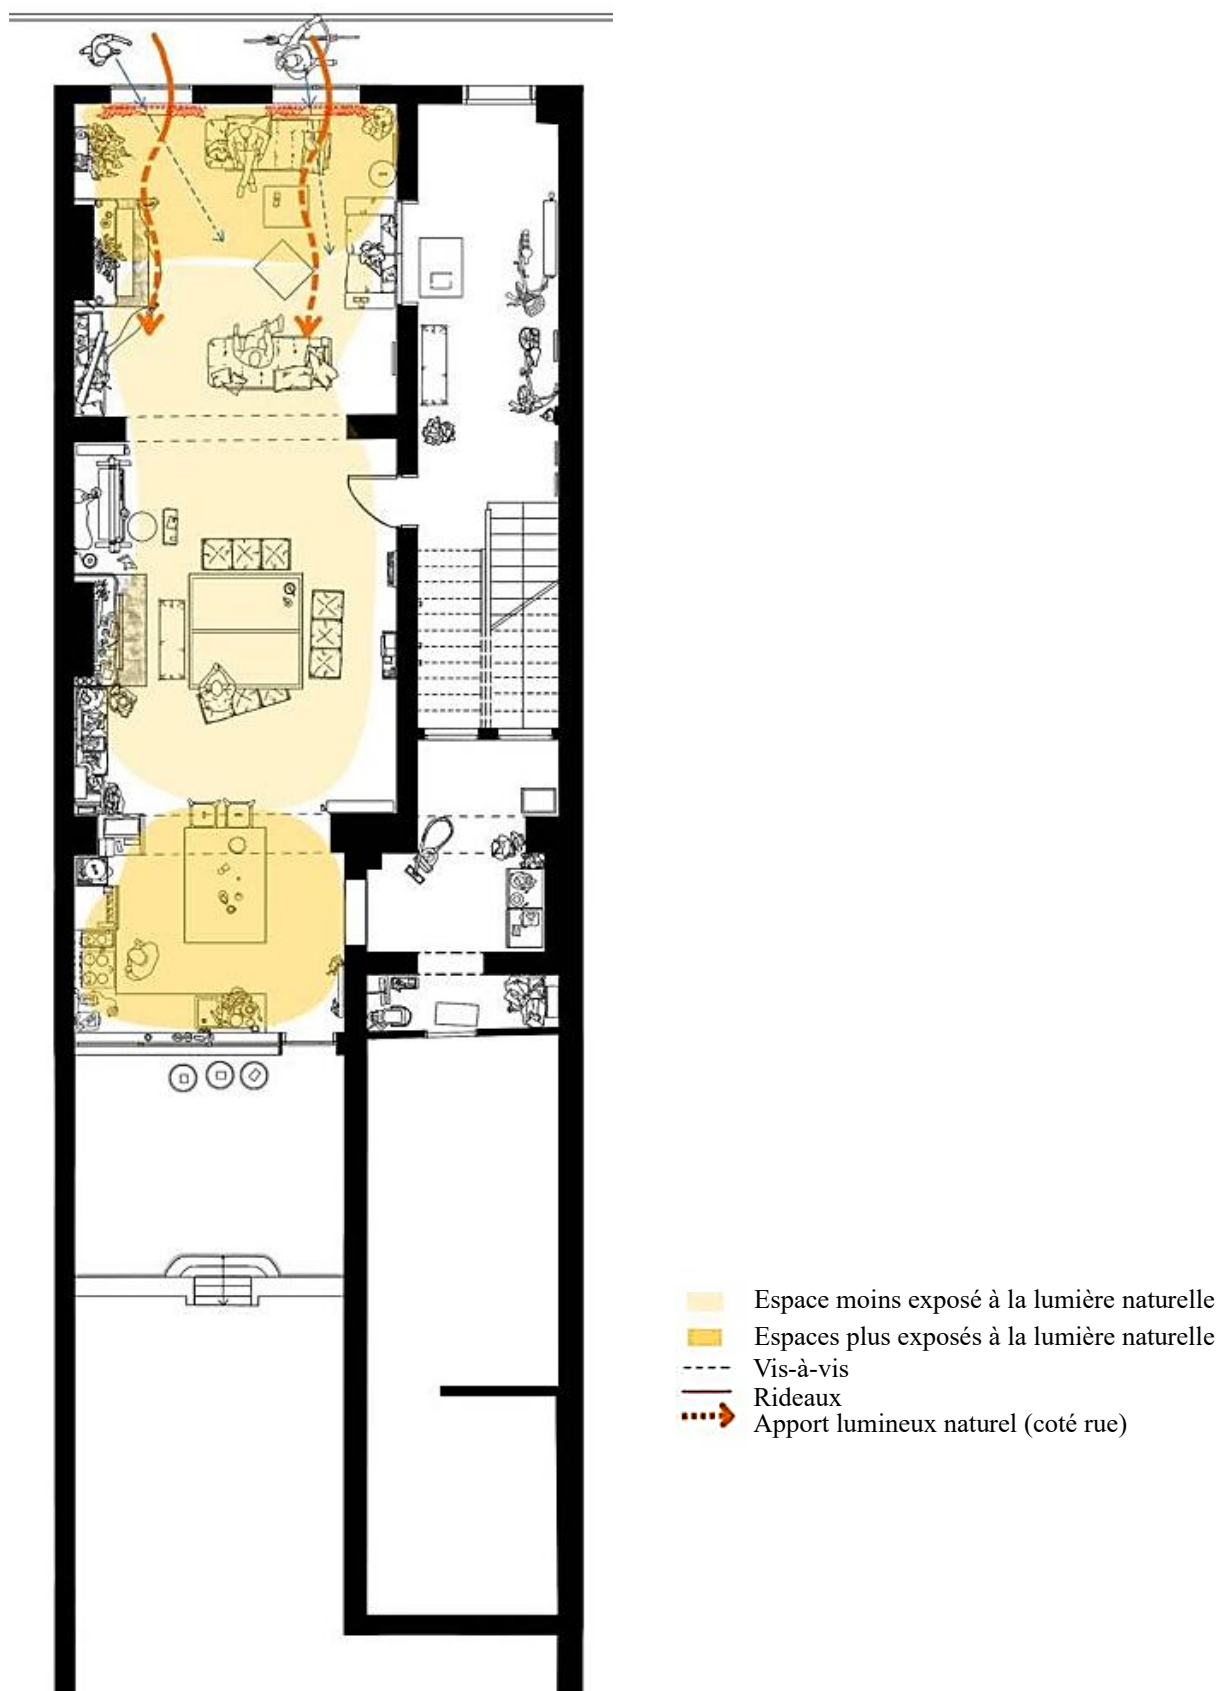 Espace moins exposé à la lumière naturelle
Espaces plus exposés à la lumière naturelle
Vis-à-vis
Rideaux
Apport lumineux naturel (coté rue)